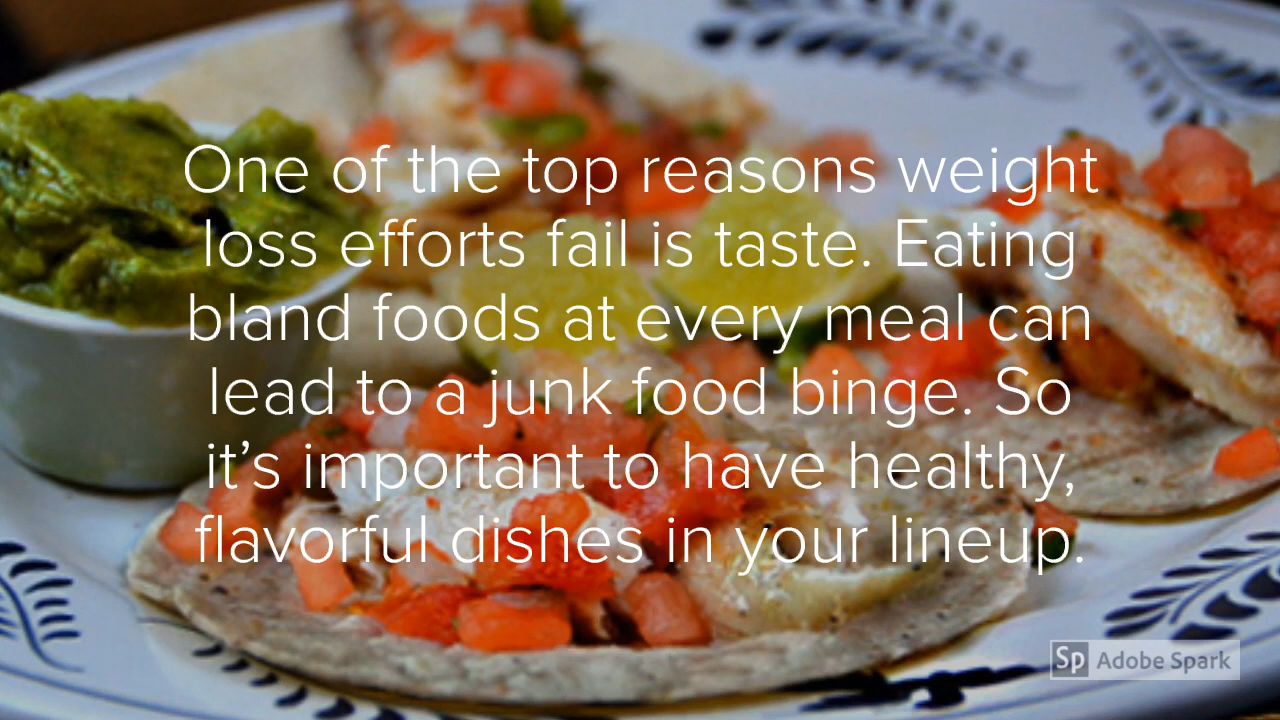 One of the top reasons weight
loss efforts fail is taste. Eating
bland foods at every meal can
lead to a junk food binge. So
it’s important to have healthy,
flavorful dishes in your lineup.
Sp Adobe Spark